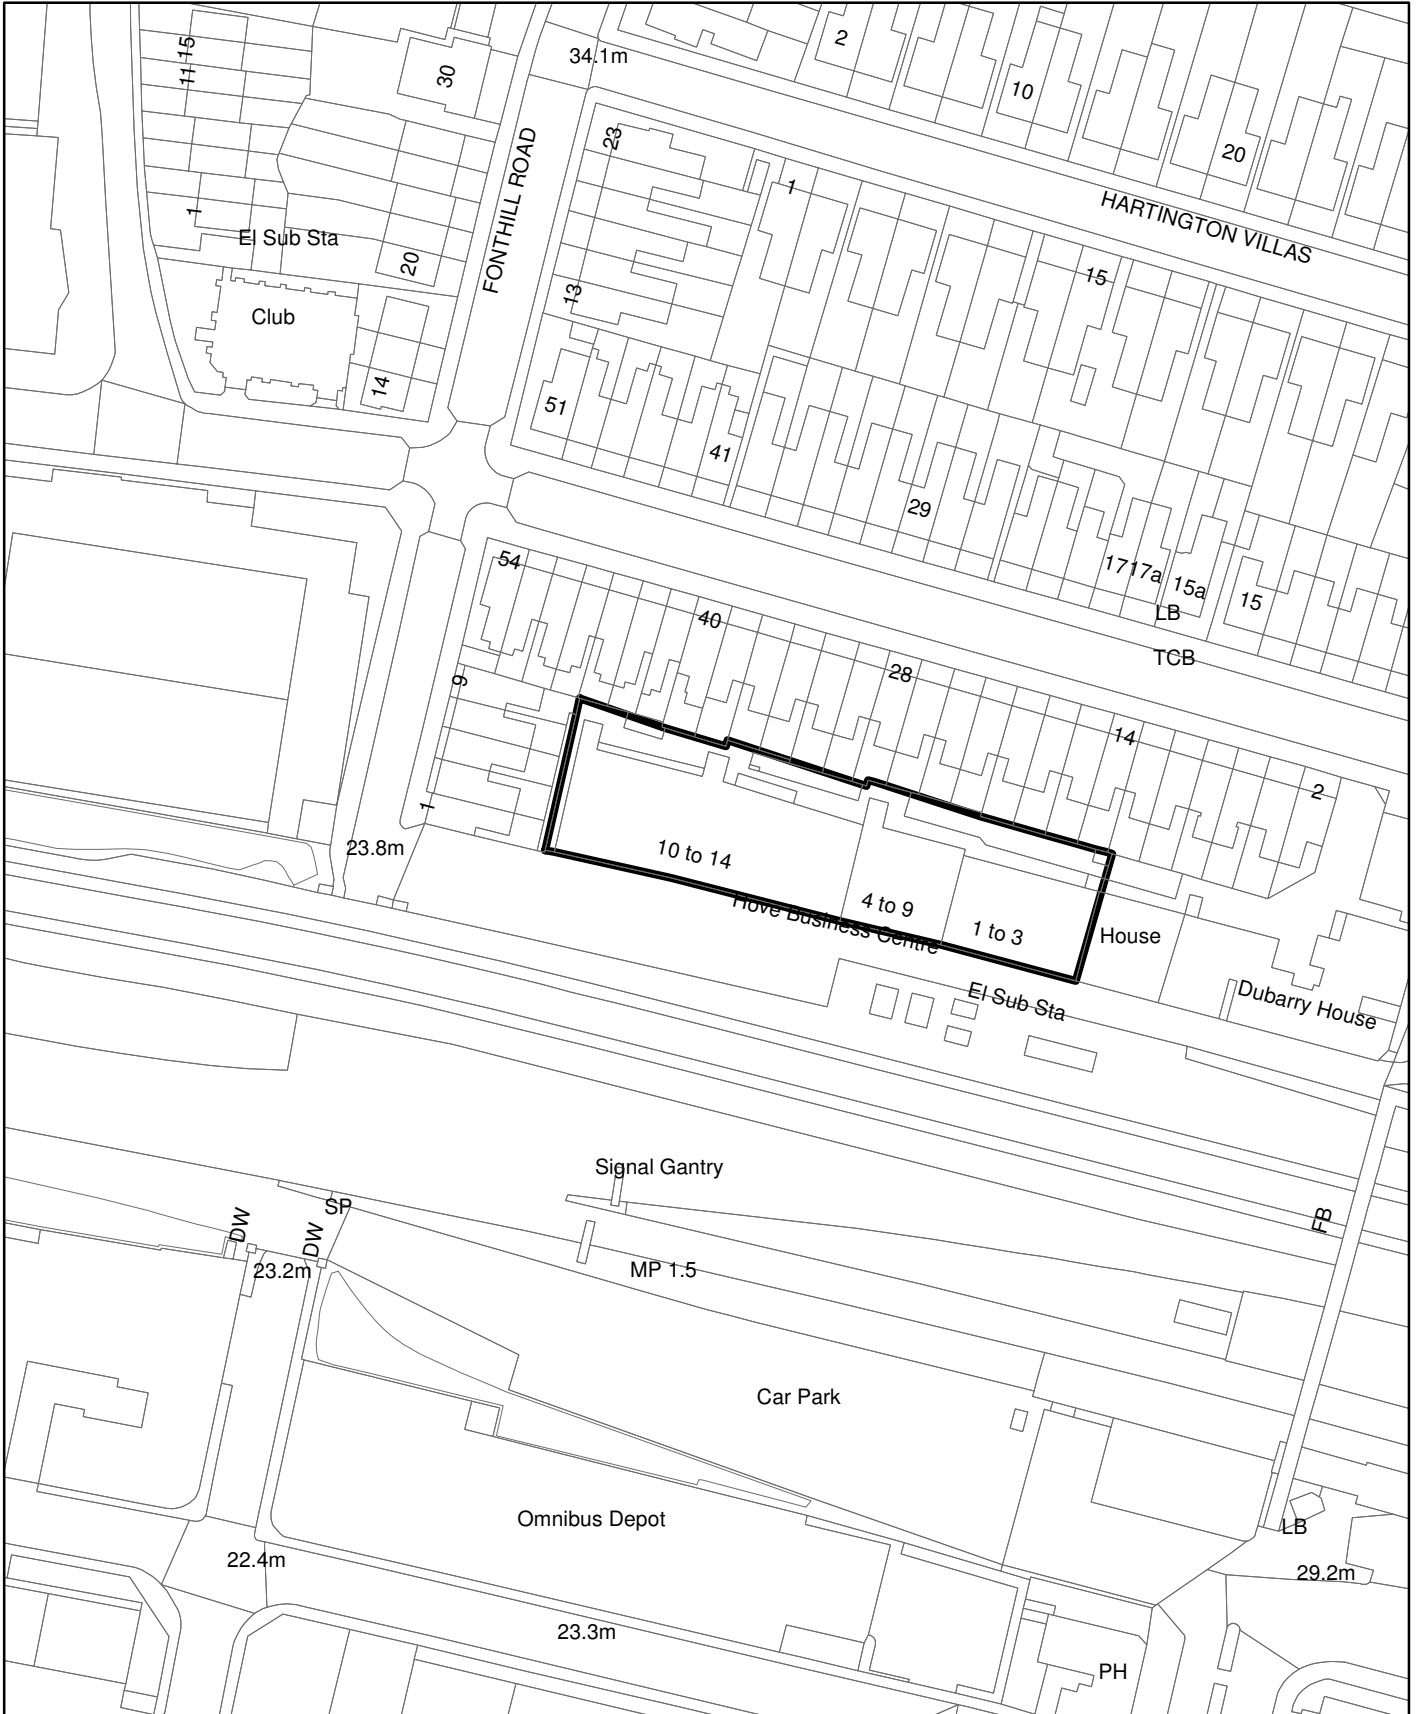 15
11
30
34.1m
2
10
20
23
1
FONTHILL ROAD
HARTINGTON VILLAS
1
El Sub Sta
20
13
15
Club
14
51
41
29
17
17a
15a
15
LB
TCB
54
40
28
14
2
9
1
23.8m
10 to 14
4 to 9
1 to 3
Hove Business Centre
House
El Sub Sta
Dubarry House
Signal Gantry
SP
DW
DW
FB
23.2m
MP 1.5
Car Park
Omnibus Depot
LB
22.4m
29.2m
23.3m
PH